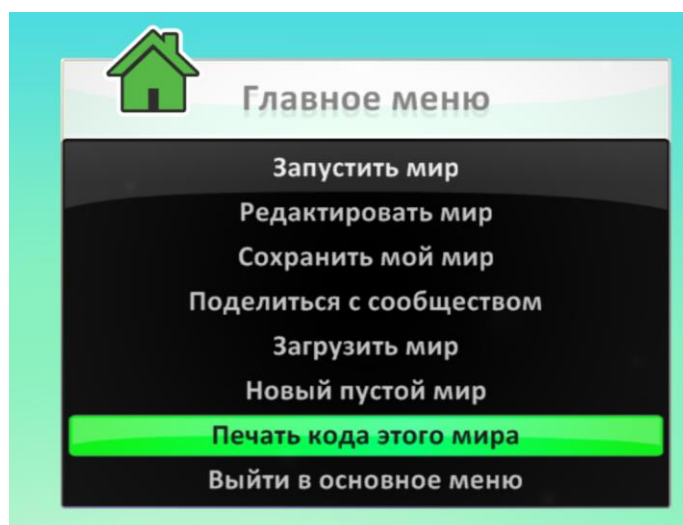 Главное меню
Запустить мир
Редактировать мир
Сохранить мой мир
Поделиться с сообществом
Загрузить мир
Новый пустой мир
Печать кода этого мира
Выйти в основное меню